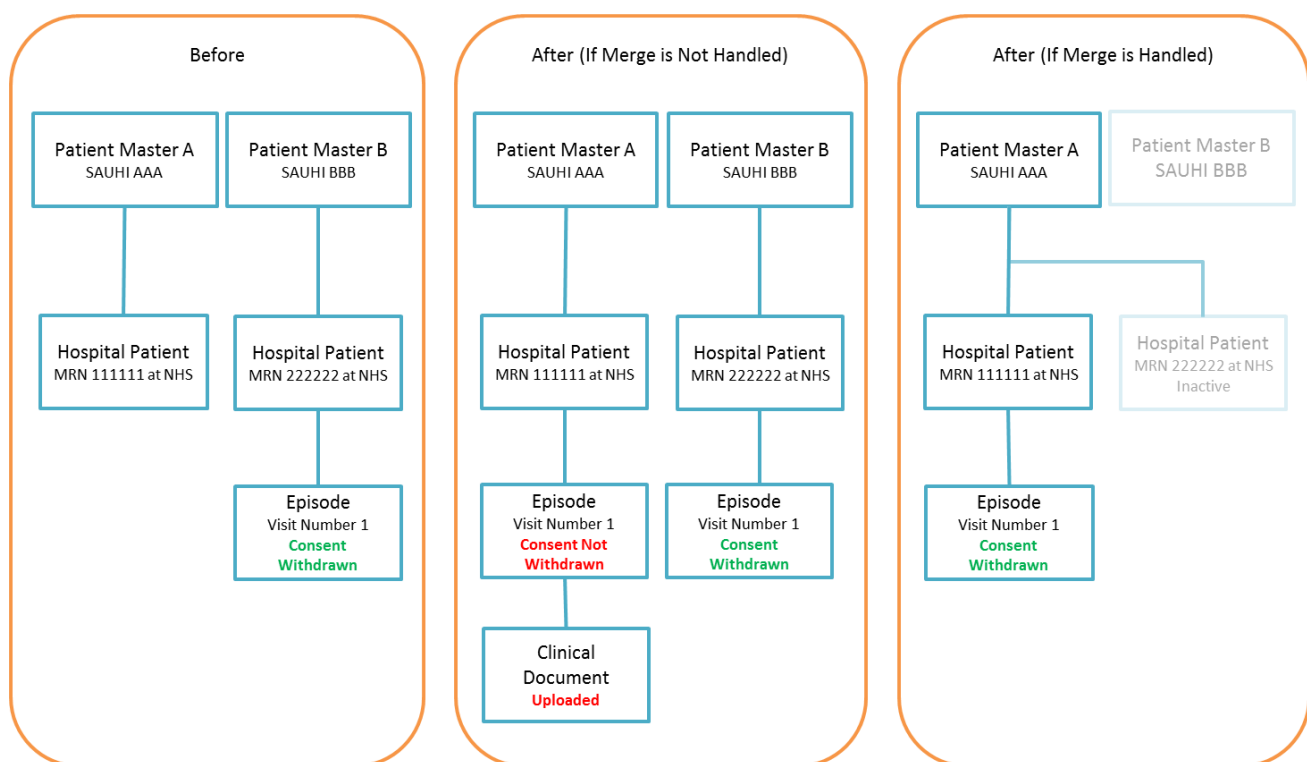 Before
Patient Master A
SAUHI AAA
Patient Master B
SAUHI BBB
Hospital Patient
MRN 111111 at NHS
Hospital Patient
MRN 222222 at NHS
Episode
Visit Number 1
Consent
Withdrawn
After (If Merge is Not Handled)
Patient Master A
SAUHI AAA
Patient Master B
SAUHI BBB
Hospital Patient
MRN 111111 at NHS
Hospital Patient
MRN 222222 at NHS
Episode
Visit Number 1
Consent Not
Withdrawn
Episode
Visit Number 1
Consent
Withdrawn
Clinical
Document
Uploaded
After (If Merge is Handled)
Patient Master A
SAUHI AAA
Patient Master B
SAUHI BBB
Hospital Patient
MRN 111111 at NHS
Hospital Patient
MRN 222222 at NHS
Inactive
Episode
Visit Number 1
Consent
Withdrawn